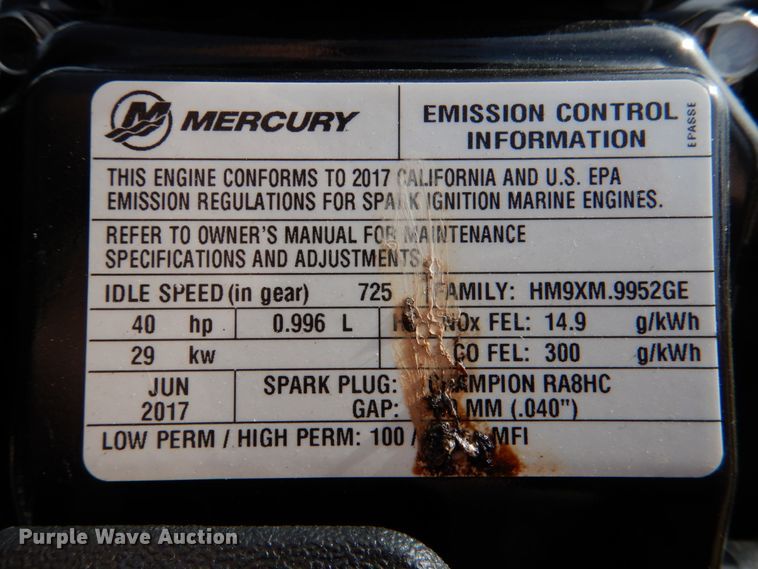 MERCURY
EMISSION CONTROL
INFORMATION
EPASSE
THIS ENGINE CONFORMS TO 2017 CALIFORNIA AND U.S. EPA
EMISSION REGULATIONS FOR SPARK IGNITION MARINE ENGINES.
REFER TO OWNER'S MANUAL FOR MAINTENANCE
SPECIFICATIONS AND ADJUSTMENTS
IDLE SPEED (in gear) 725 FAMILY: HM9XM.9952GE
40 hp 0.996 L NOx FEL: 14.9 g/kWh
29 kw CO FEL: 300 g/kWh
JUN SPARK PLUG: CHAMPION RA8HC
2017 GAP: MM (.040")
LOW PERM / HIGH PERM: 100 / MFI
Purple Wave Auction